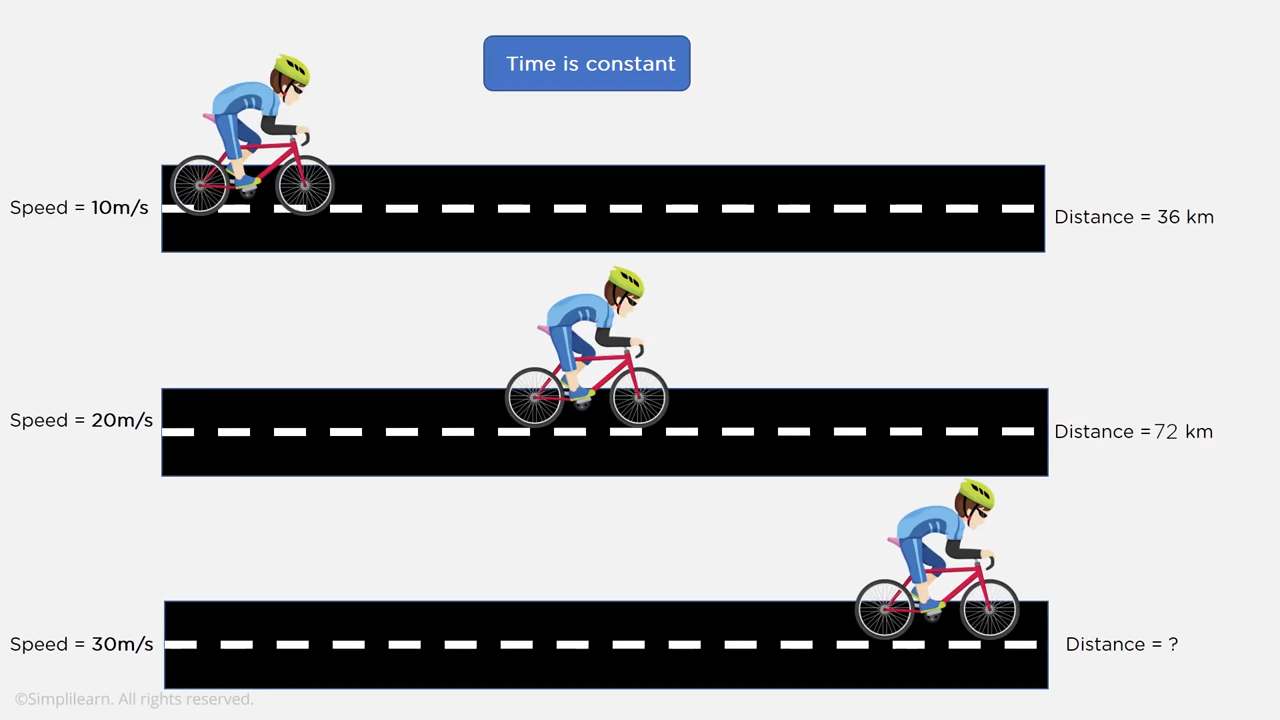 Time is constant
Speed = 10m/s
Distance = 36 km
Speed = 20m/s
Distance =72 km
Speed = 30m/s
Distance = ?
©Simplilearn. All rights reserved.